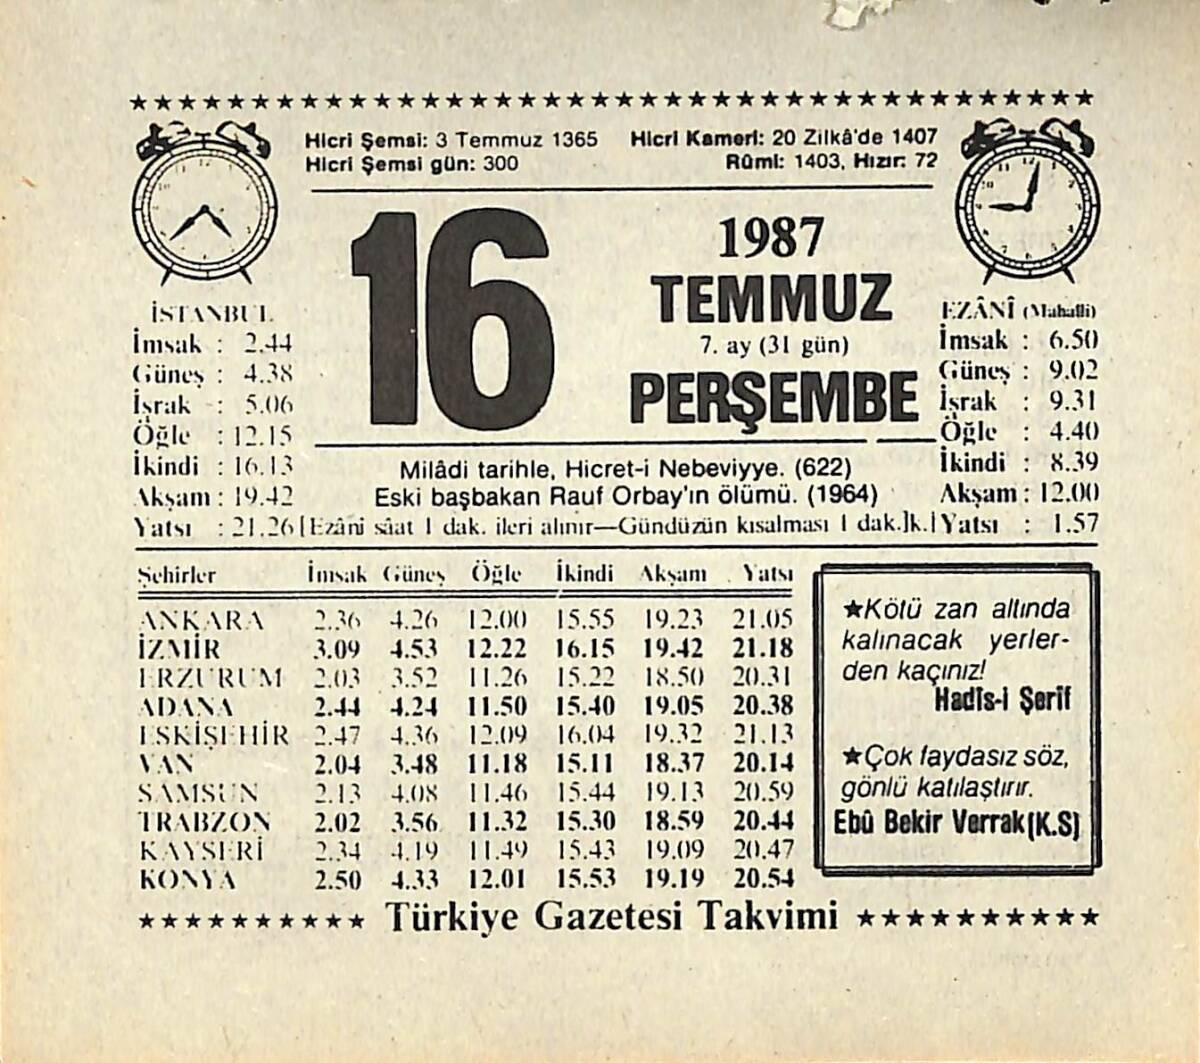 Hicri Şemsi: 3 Temmuz 1365 Hicri Kameri: 20 Zilkâ'de 1407
Hicri Şemsi gün: 300 Rûmî: 1403, Hızır: 72
16
1987
TEMMUZ
7. ay (31 gün)
PERŞEMBE
İSTANBUL
İmsak : 2.44
Güneş : 4.38
İşrak : 5.06
Öğle : 12.15
İkindi : 16.13
Akşam : 19.42
Yatsı : 21.26
EZÂNÎ (Mahallî)
İmsak : 6.50
Güneş : 9.02
İşrak : 9.31
Öğle : 4.40
İkindi : 8.39
Akşam : 12.00
Yatsı : 1.57
Milâdi tarihle, Hicret-i Nebeviyye. (622)
Eski başbakan Rauf Orbay'ın ölümü. (1964)
[Ezânî sâat 1 dak. ileri alınır—Gündüzün kısalması 1 dak.]k.]
Şehirler İmsak Güneş Öğle İkindi Akşam Yatsı
ANKARA 2.36 4.26 12.00 15.55 19.23 21.05
İZMİR 3.09 4.53 12.22 16.15 19.42 21.18
ERZURUM 2.03 3.52 11.26 15.22 18.50 20.31
ADANA 2.44 4.24 11.50 15.40 19.05 20.38
ESKİŞEHİR 2.47 4.36 12.09 16.04 19.32 21.13
VAN 2.04 3.48 11.18 15.11 18.37 20.14
SAMSUN 2.13 4.08 11.46 15.44 19.13 20.59
TRABZON 2.02 3.56 11.32 15.30 18.59 20.44
KAYSERİ 2.34 4.19 11.49 15.43 19.09 20.47
KONYA 2.50 4.33 12.01 15.53 19.19 20.54
★Kötü zan altında
kalınacak yerler-
den kaçınız!
Hadîs-i Şerîf
★Çok faydasız söz,
gönlü katılaştırır.
Ebû Bekir Verrak(K.S)
Türkiye Gazetesi Takvimi